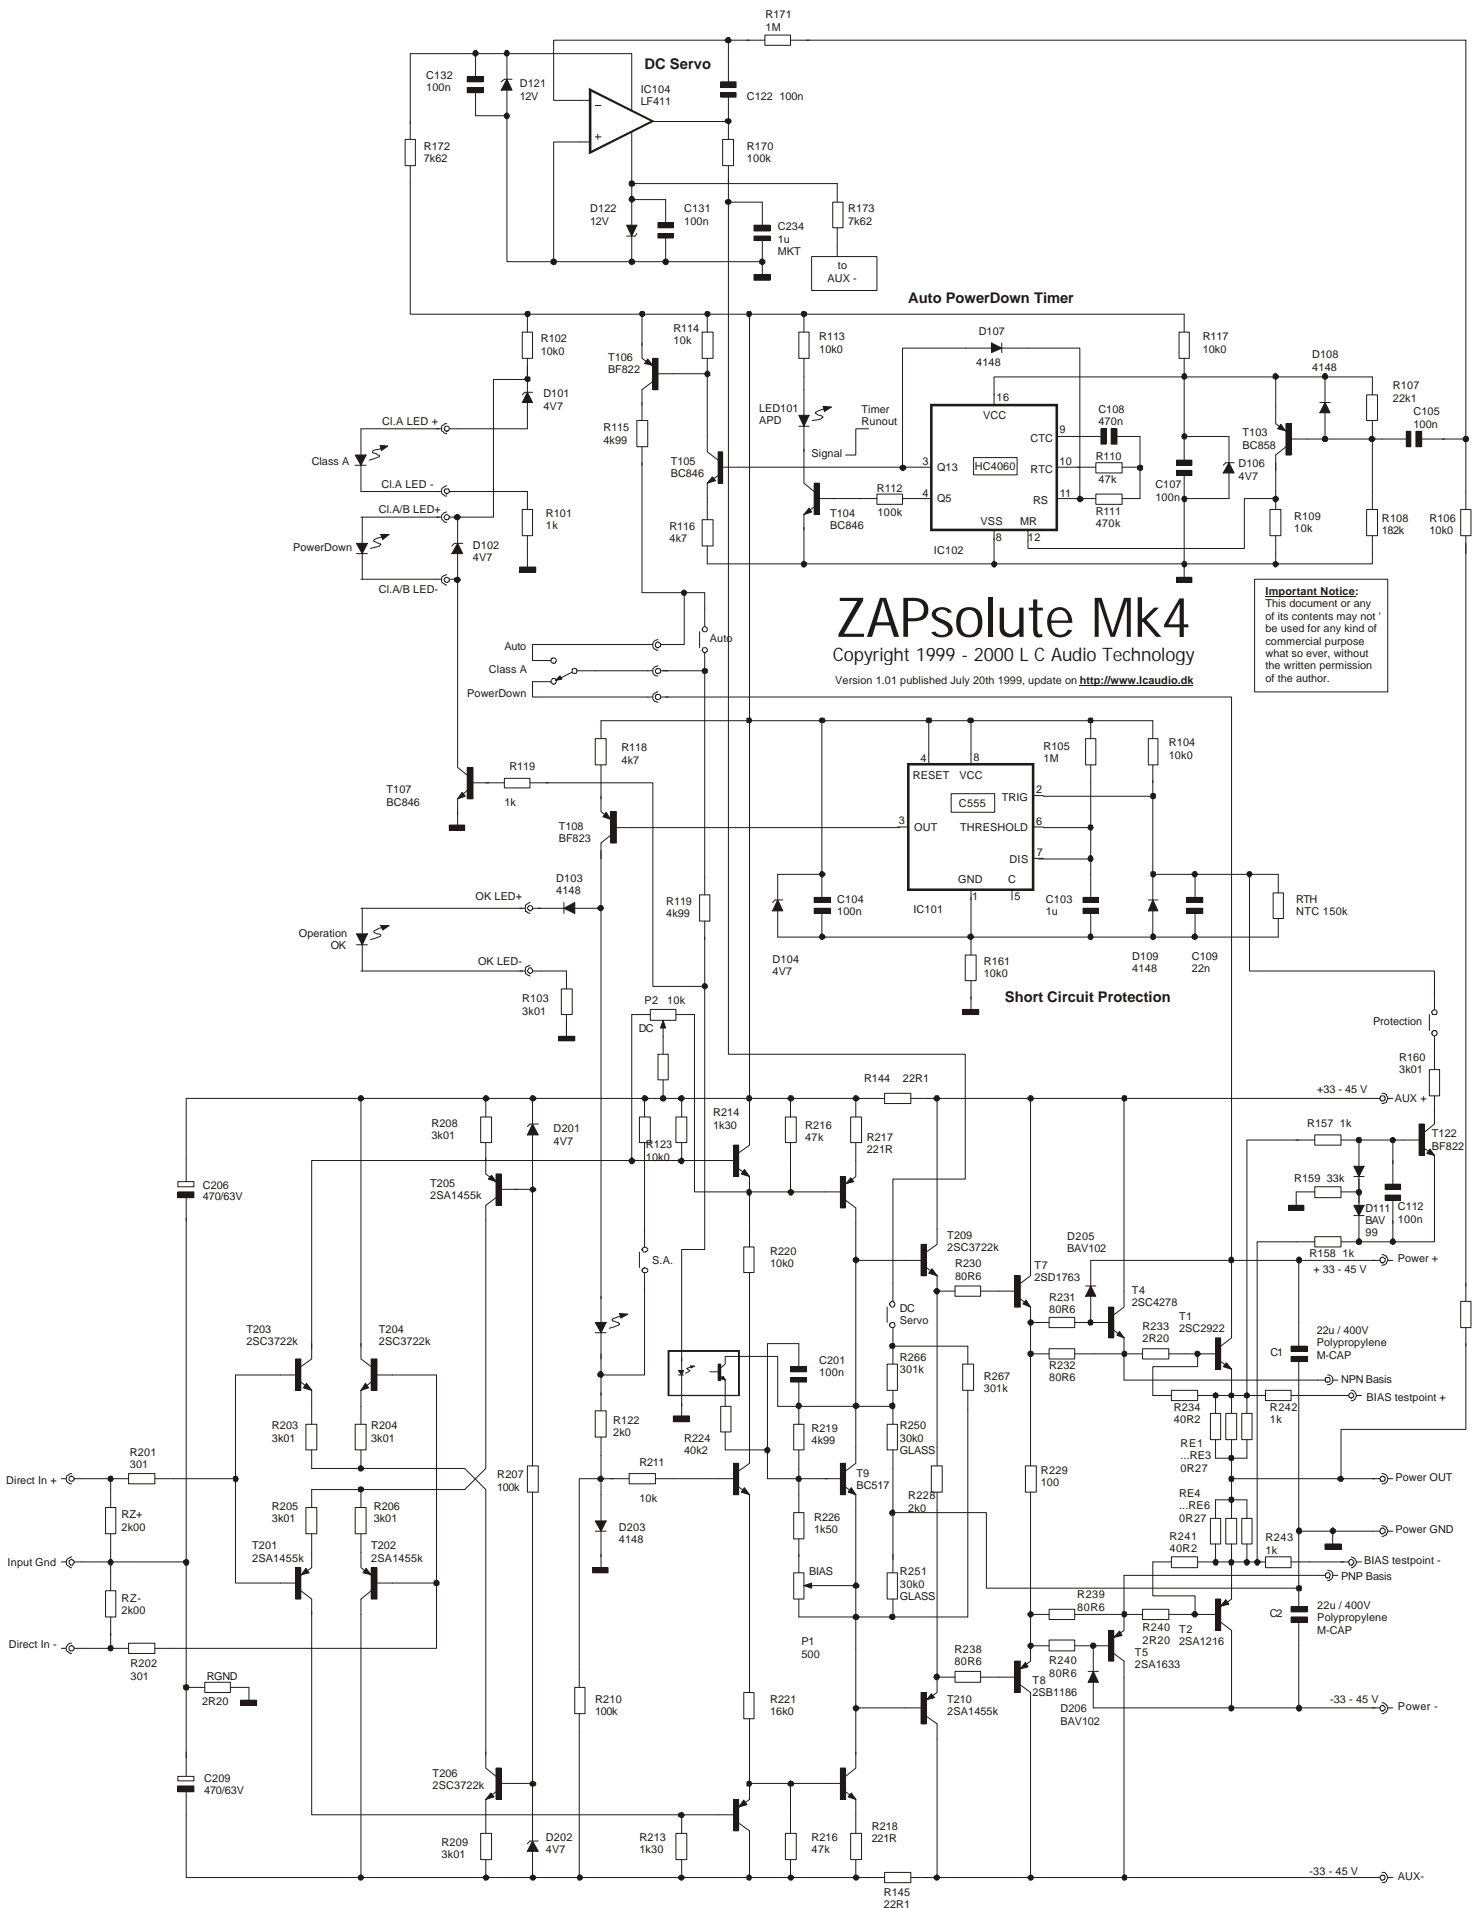 R171
1M
DC Servo
C132
100n
D121
12V
IC104
LF411
C122 100n
R172
7k62
R170
100k
D122
12V
C131
100n
C234
1u
MKT
R173
7k62
to
AUX -
Auto PowerDown Timer
R102
10k0
T106
BF822
R114
10k
R113
10k0
D107
4148
R117
10k0
D108
4148
R107
22k1
C105
100n
D101
4V7
Cl.A LED +
Class A
Cl.A LED -
Cl.A/B LED+
PowerDown
Cl.A/B LED-
D102
4V7
R101
1k
R115
4k99
T105
BC846
R116
4k7
LED101
APD
Timer
Runout
Signal
T104
BC846
R112
100k
16
VCC
CTC
9
3
Q13
HC4060
RTC
10
4
Q5
RS
11
VSS
MR
8
12
IC102
C108
470n
R110
47k
R111
470k
C107
100n
D106
4V7
T103
BC858
R109
10k
R108
182k
R106
10k0
ZAPsolute Mk4
Copyright 1999 - 2000 L C Audio Technology
Version 1.01 published July 20th 1999, update on http://www.lcaudio.dk
Important Notice:
This document or any
of its contents may not '
be used for any kind of
commercial purpose
what so ever, without
the written permission
of the author.
Auto
Class A
PowerDown
Auto
R118
4k7
R119
1k
T107
BC846
T108
BF823
4
8
RESET
VCC
C555
TRIG
2
3
OUT
THRESHOLD
6
DIS
7
GND
C
1
5
IC101
R105
1M
R104
10k0
D103
4148
OK LED+
Operation
OK
OK LED-
R103
3k01
R119
4k99
D104
4V7
C104
100n
C103
1u
D109
4148
C109
22n
RTH
NTC 150k
R161
10k0
Short Circuit Protection
P2 10k
DC
Protection
R160
3k01
R144 22R1
+33 - 45 V
AUX +
R208
3k01
D201
4V7
R123
10k0
R214
1k30
R216
47k
R217
221R
R157 1k
T122
BF822
C206
470/63V
T205
2SA1455k
R159 33k
D111
BAV
99
C112
100n
R158 1k
+ 33 - 45 V
Power +
S.A.
R220
10k0
T209
2SC3722k
R230
80R6
D205
BAV102
T7
2SD1763
R231
80R6
T4
2SC4278
R232
80R6
R233
2R20
T1
2SC2922
DC
Servo
T203
2SC3722k
T204
2SC3722k
C201
100n
R266
301k
R267
301k
22u / 400V
Polypropylene
M-CAP
C1
NPN Basis
BIAS testpoint +
R234
40R2
R242
1k
R203
3k01
R204
3k01
R122
2k0
R224
40k2
R219
4k99
R250
30k0
GLASS
RE1
...RE3
0R27
R201
301
Direct In +
R207
100k
R211
10k
T9
BC517
R228
2k0
R229
100
Power OUT
RZ+
2k00
R205
3k01
R206
3k01
D203
4148
R226
1k50
RE4
...RE6
0R27
Power GND
T201
2SA1455k
T202
2SA1455k
R241
40R2
R243
1k
Input Gnd
BIAS testpoint -
PNP Basis
RZ-
2k00
BIAS
R251
30k0
GLASS
R239
80R6
R240
2R20
T2
2SA1216
C2
22u / 400V
Polypropylene
M-CAP
Direct In -
R202
301
P1
500
R238
80R6
R240
80R6
T5
2SA1633
RGND
2R20
R210
100k
R221
16k0
T210
2SA1455k
T8
2SB1186
D206
BAV102
-33 - 45 V
Power -
C209
470/63V
T206
2SC3722k
R209
3k01
D202
4V7
R213
1k30
R216
47k
R218
221R
-33 - 45 V
AUX-
R145
22R1